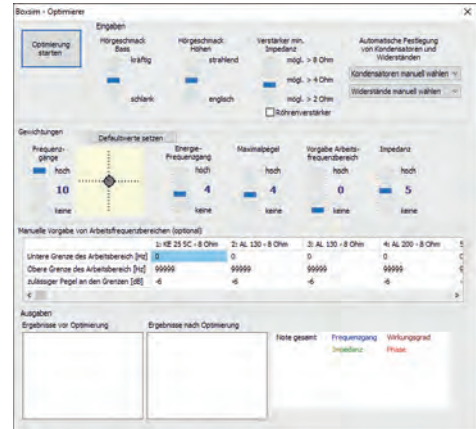 Boxsim - Optimierer
Eingaben
Optimierung starten
Hörgeschmack Bass
kräftig
schlank
Hörgeschmack Höhen
strahlend
englisch
Verstärker min. Impedanz
mögl. > 8 Ohm
mögl. > 4 Ohm
mögl. > 2 Ohm
Röhrenverstärker
Automatische Festlegung von Kondensatoren und Widerständen
Kondensatoren manuell wählen
Widerstände manuell wählen
Gewichtungen
Defaultwerte setzen
Frequenz-gänge
hoch
10
keine
Energie-Frequenzgang
hoch
4
keine
Maximalpegel
hoch
4
keine
Vorgabe Arbeits-frequenzbereich
hoch
0
keine
Impedanz
hoch
5
keine
Manuelle Vorgabe von Arbeitsfrequenzbereichen (optional)
1: KE 25 SC - 8 Ohm 2: AL 130 - 8 Ohm 3: AL 130 - 8 Ohm 4: AL 200 - 8 Ohm 5
Untere Grenze des Arbeitsbereich [Hz] 0 0 0 0 0
Obere Grenze des Arbeitsbereich [Hz] 99999 99999 99999 99999 9
zulässiger Pegel an den Grenzen [dB] -6 -6 -6 -6 -6
Ausgaben
Ergebnisse vor Optimierung
Ergebnisse nach Optimierung
Note gesamt Frequenzgang Wirkungsgrad
Impedanz Phase